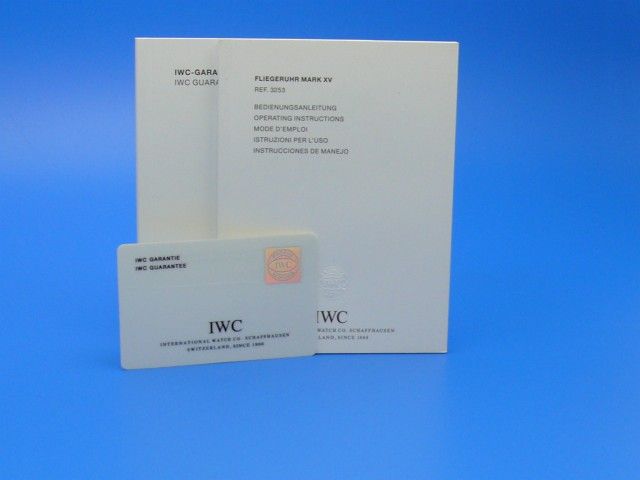 IWC-GARA
IWC GUARA
FLIEGERUHR MARK XV
REF. 3253
BEDIENUNGSANLEITUNG
OPERATING INSTRUCTIONS
MODE D'EMPLOI
ISTRUZIONI PER L'USO
INSTRUCCIONES DE MANEJO
IWC
WATCH CO. SCHAFFHAUSEN
LAND, SINCE 1868
IWC GARANTIE
IWC GUARANTEE
IWC
IWC
INTERNATIONAL WATCH CO. SCHAFFHAUSEN
SWITZERLAND, SINCE 1868